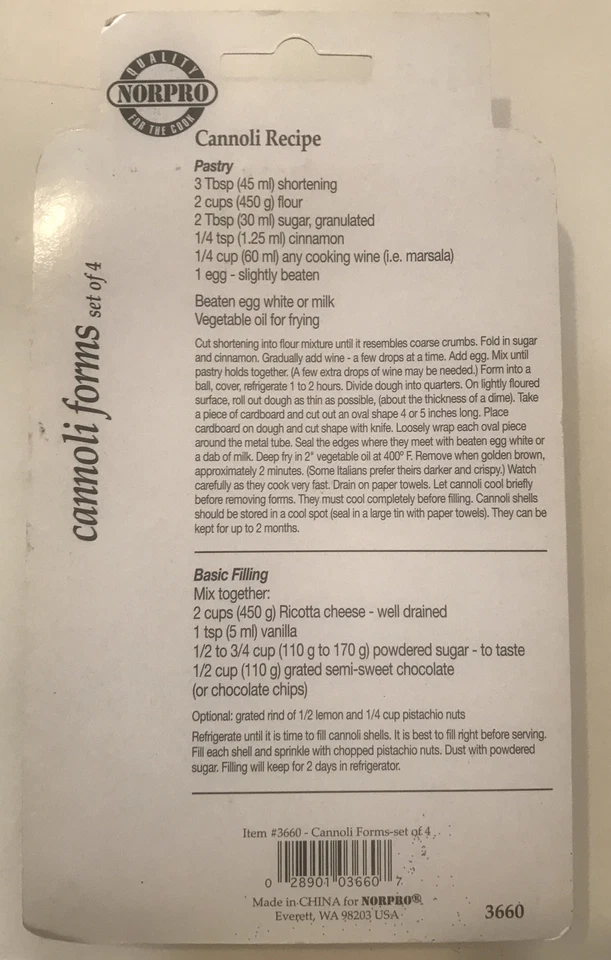 QUALITY
NORPRO
FOR THE COOK
cannoli forms set of 4
Cannoli Recipe
Pastry
3 Tbsp (45 ml) shortening
2 cups (450 g) flour
2 Tbsp (30 ml) sugar, granulated
1/4 tsp (1.25 ml) cinnamon
1/4 cup (60 ml) any cooking wine (i.e. marsala)
1 egg - slightly beaten
Beaten egg white or milk
Vegetable oil for frying
Cut shortening into flour mixture until it resembles coarse crumbs. Fold in sugar
and cinnamon. Gradually add wine - a few drops at a time. Add egg. Mix until
pastry holds together. (A few extra drops of wine may be needed.) Form into a
ball, cover, refrigerate 1 to 2 hours. Divide dough into quarters. On lightly floured
surface, roll out dough as thin as possible, (about the thickness of a dime). Take
a piece of cardboard and cut out an oval shape 4 or 5 inches long. Place
cardboard on dough and cut shape with knife. Loosely wrap each oval piece
around the metal tube. Seal the edges where they meet with beaten egg white or
a dab of milk. Deep fry in 2" vegetable oil at 400° F. Remove when golden brown,
approximately 2 minutes. (Some Italians prefer theirs darker and crispy.) Watch
carefully as they cook very fast. Drain on paper towels. Let cannoli cool briefly
before removing forms. They must cool completely before filling. Cannoli shells
should be stored in a cool spot (seal in a large tin with paper towels). They can be
kept for up to 2 months.
Basic Filling
Mix together:
2 cups (450 g) Ricotta cheese - well drained
1 tsp (5 ml) vanilla
1/2 to 3/4 cup (110 g to 170 g) powdered sugar - to taste
1/2 cup (110 g) grated semi-sweet chocolate
(or chocolate chips)
Optional: grated rind of 1/2 lemon and 1/4 cup pistachio nuts
Refrigerate until it is time to fill cannoli shells. It is best to fill right before serving.
Fill each shell and sprinkle with chopped pistachio nuts. Dust with powdered
sugar. Filling will keep for 2 days in refrigerator.
Item #3660 - Cannoli Forms-set of 4
0 28901 03660 7
Made in CHINA for NORPRO®
Everett, WA 98203 USA
3660